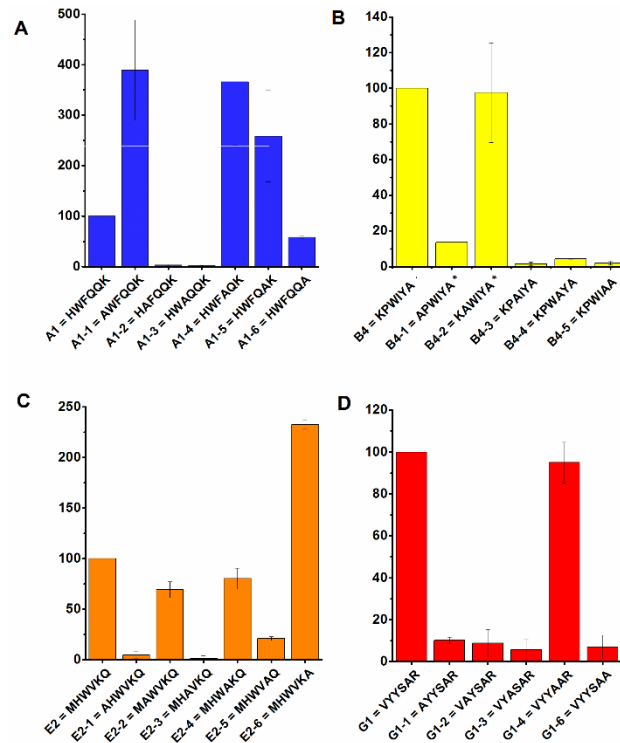 A
500
400
300
200
100
0
A1 = HWFQQK
A1-1 = AWFQQK
A1-2 = HAFQQK
A1-3 = HWAQQK
A1-4 = HWFAQK
A1-5 = HWFQAK
A1-6 = HWFQQA
B
140
120
100
80
60
40
20
0
B4 = KPWIYA
B4-1 = APWIYA*
B4-2 = KAWIYA*
B4-3 = KPAIYA
B4-4 = KPWAYA
B4-5 = KPWIAA
C
250
200
150
100
50
0
E2 = MHWVKQ
E2-1 = AHWVKQ
E2-2 = MAWVKQ
E2-3 = MHAVKQ
E2-4 = MHWAKQ
E2-5 = MHWVAQ
E2-6 = MHWVKA
D
120
100
80
60
40
20
0
G1 = VYYSAR
G1-1 = AYYSAR
G1-2 = VAYSAR
G1-3 = VYASAR
G1-4 = VYYAAR
G1-6 = VYYSAA